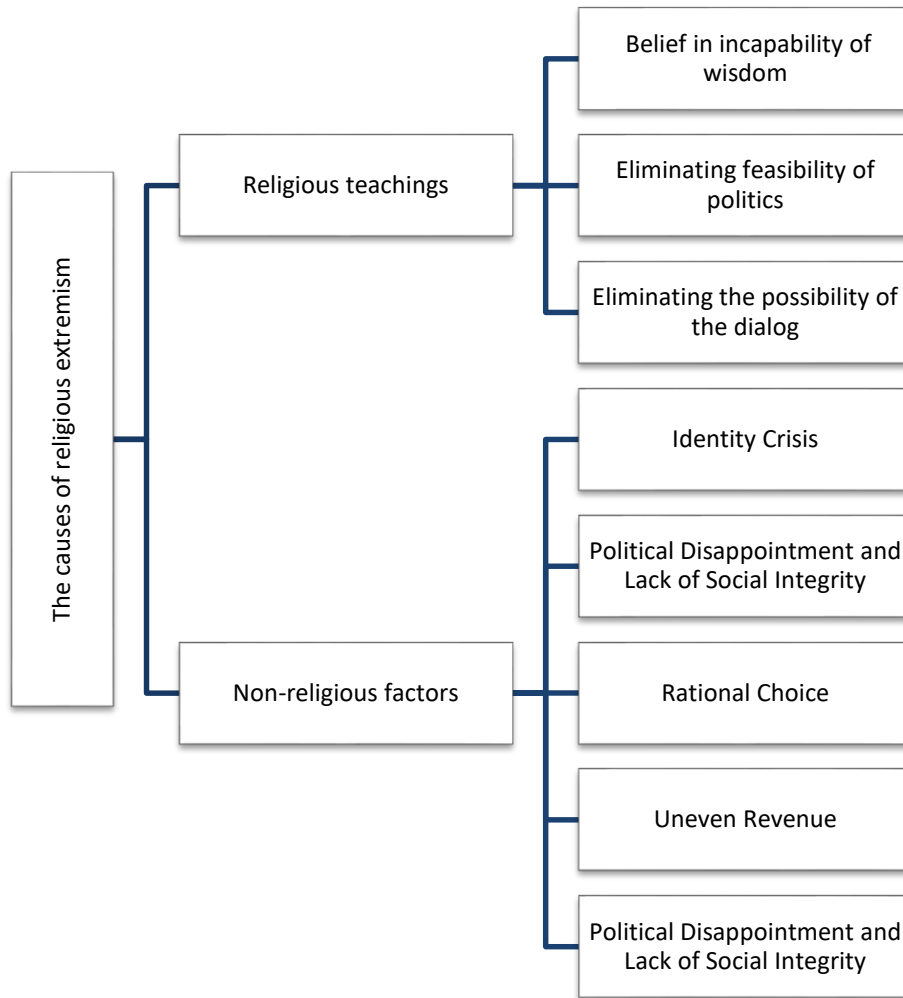 The causes of religious extremism
Religious teachings
Belief in incapability of
wisdom
Eliminating feasibility of
politics
Eliminating the possibility of
the dialog
Non-religious factors
Identity Crisis
Political Disappointment and
Lack of Social Integrity
Rational Choice
Uneven Revenue
Political Disappointment and
Lack of Social Integrity